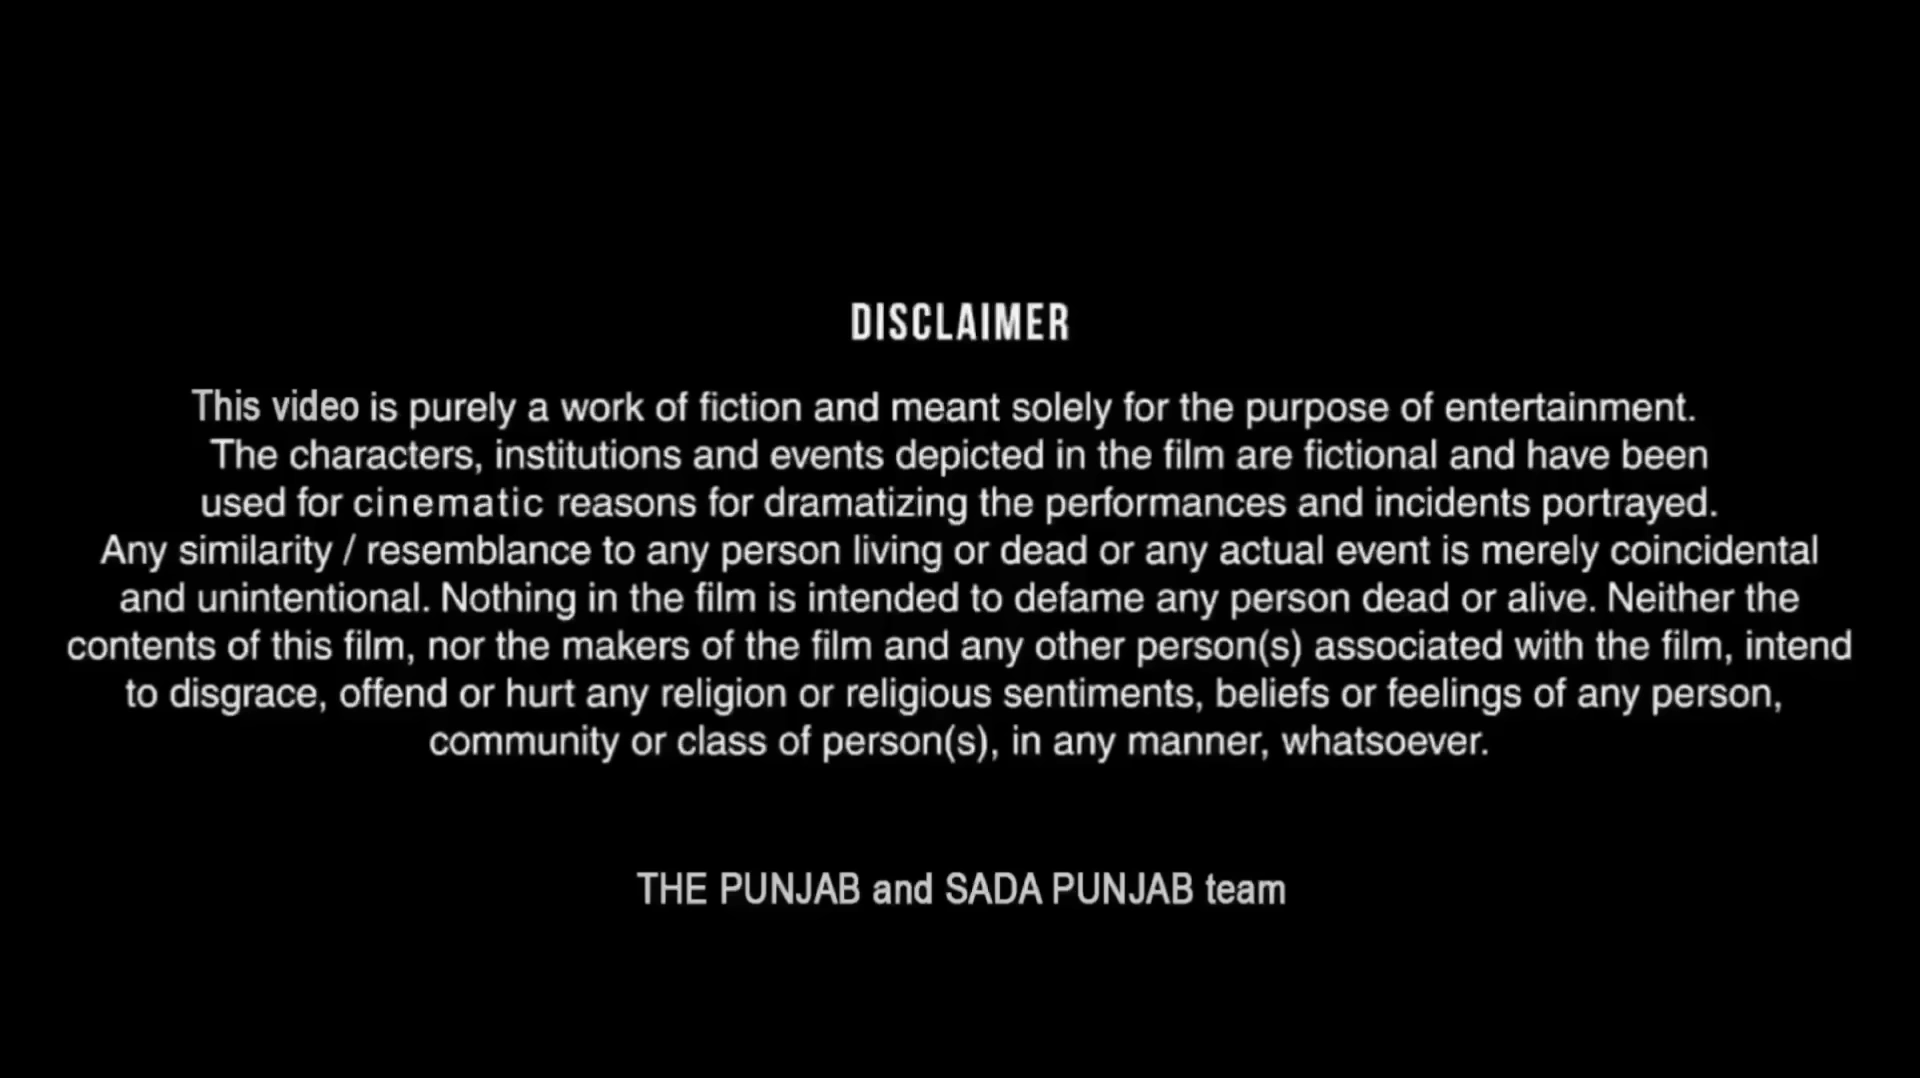 DISCLAIMER
This video is purely a work of fiction and meant solely for the purpose of entertainment.
The characters, institutions and events depicted in the film are fictional and have been
used for cinematic reasons for dramatizing the performances and incidents portrayed.
Any similarity / resemblance to any person living or dead or any actual event is merely coincidental
and unintentional. Nothing in the film is intended to defame any person dead or alive. Neither the
contents of this film, nor the makers of the film and any other person(s) associated with the film, intend
to disgrace, offend or hurt any religion or religious sentiments, beliefs or feelings of any person,
community or class of person(s), in any manner, whatsoever.
THE PUNJAB and SADA PUNJAB team